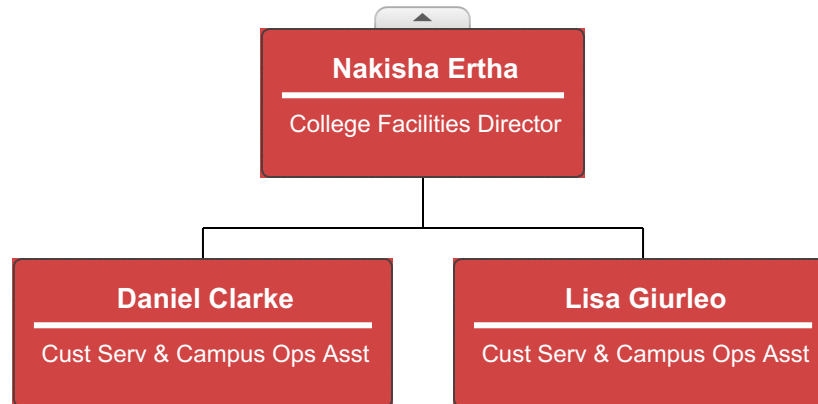 Nakisha Ertha
College Facilities Director
Daniel Clarke
Cust Serv & Campus Ops Asst
Lisa Giurleo
Cust Serv & Campus Ops Asst